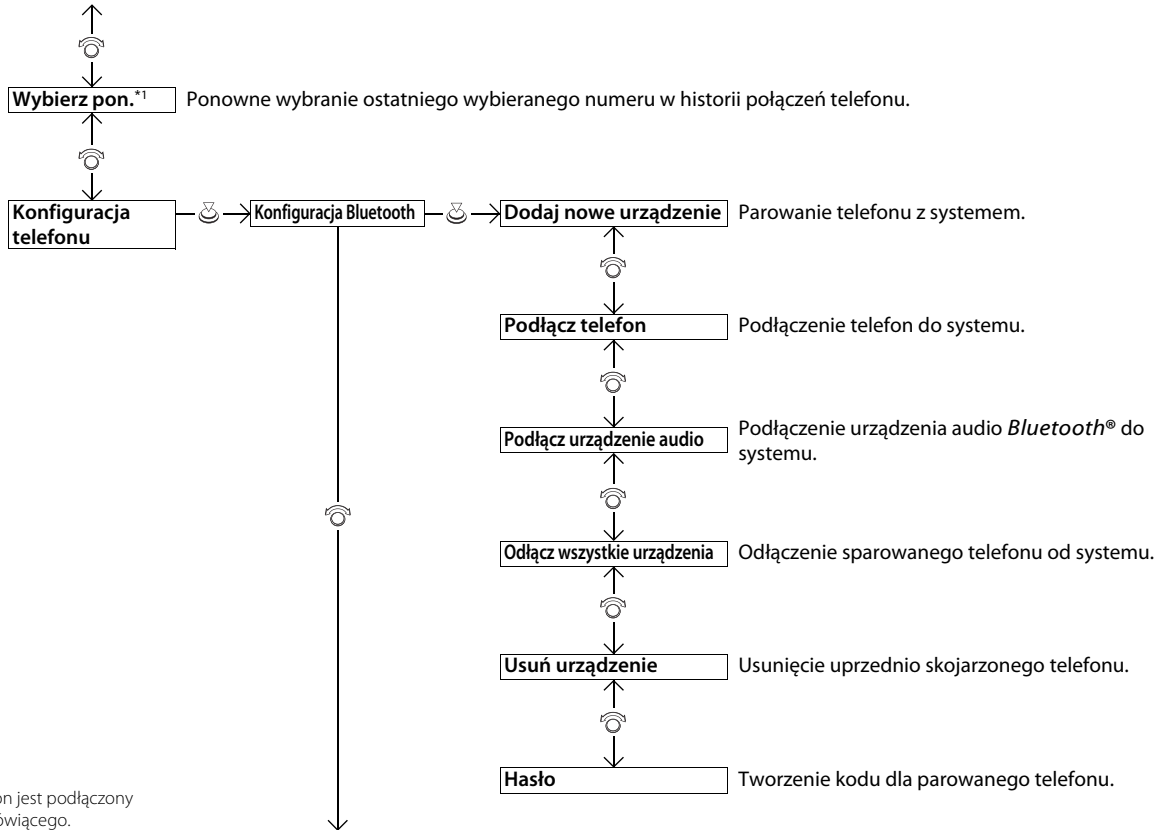 Wybierz pon.*1 Ponowne wybranie ostatniego wybieranego numeru w historii połączeń telefonu.
Konfiguracja
telefonu
Konfiguracja Bluetooth
Dodaj nowe urządzenie Parowanie telefonu z systemem.
Podłącz telefon Podłączenie telefon do systemu.
Podłącz urządzenie audio
Podłączenie urządzenia audio Bluetooth® do
systemu.
Odłącz wszystkie urządzenia Odłączenie sparowanego telefonu od systemu.
Usuń urządzenie Usunięcie uprzednio skojarzonego telefonu.
Hasło Tworzenie kodu dla parowanego telefonu.
jest podłączony